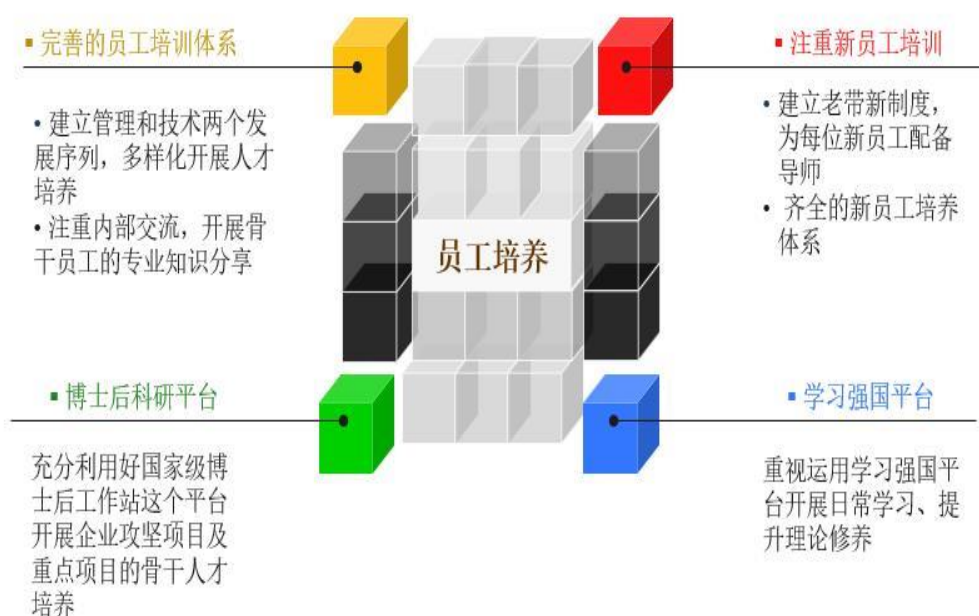 ▪ 完善的员工培训体系
• 建立管理和技术两个发
展序列，多样化开展人才
培养
• 注重内部交流，开展骨
干员工的专业知识分享
▪ 注重新员工培训
• 建立老带新制度，
为每位新员工配备
导师
• 齐全的新员工培养
体系
员工培养
▪ 博士后科研平台
充分利用好国家级博
士后工作站这个平台
开展企业攻坚项目及
重点项目的骨干人才
培养
▪ 学习强国平台
重视运用学习强国平
台开展日常学习、提
升理论修养